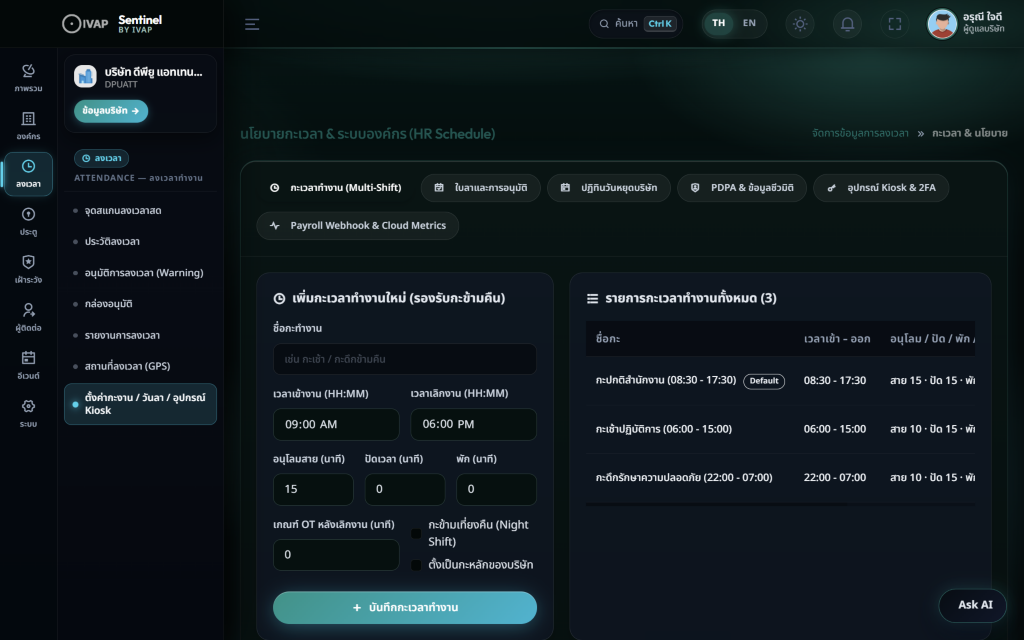 IVAP
Sentinel
BY IVAP
ค้นหา Ctrl K
TH EN
อรุณี ใจดี
ผู้ดูแลบริษัท
ภาพรวม
องค์กร
ลงเวลา
ประตู
เฝ้าระวัง
ผู้ติดต่อ
อีเวนต์
ระบบ
บริษัท ดีพียู แอทเทน...
DPUATT
ข้อมูลบริษัท →
ลงเวลา
ATTENDANCE — ลงเวลาทำงาน
จุดสแกนลงเวลาสด
ประวัติลงเวลา
อนุมัติการลงเวลา (Warning)
กล่องอนุมัติ
รายงานการลงเวลา
สถานที่ลงเวลา (GPS)
ตั้งค่ากะงาน / วันลา / อุปกรณ์
Kiosk
นโยบายกะเวลา & ระบบองค์กร (HR Schedule)
จัดการข้อมูลการลงเวลา » กะเวลา & นโยบาย
กะเวลาทำงาน (Multi-Shift)
ใบลาและการอนุมัติ
ปฏิทินวันหยุดบริษัท
PDPA & ข้อมูลชีวมิติ
อุปกรณ์ Kiosk & 2FA
Payroll Webhook & Cloud Metrics
เพิ่มกะเวลาทำงานใหม่ (รองรับกะข้ามคืน)
ชื่อกะทำงาน
เช่น กะเช้า / กะดึกข้ามคืน
เวลาเข้างาน (HH:MM) เวลาเลิกงาน (HH:MM)
09:00 AM 06:00 PM
อนุโลมสาย (นาที) ปัดเวลา (นาที) พัก (นาที)
15 0 0
เกณฑ์ OT หลังเลิกงาน (นาที)
0
กะข้ามเที่ยงคืน (Night
Shift)
ตั้งเป็นกะหลักของบริษัท
+ บันทึกกะเวลาทำงาน
รายการกะเวลาทำงานทั้งหมด (3)
ชื่อกะ เวลาเข้า - ออก อนุโลม / ปัด / พัก /
กะปกติสำนักงาน (08:30 - 17:30) Default 08:30 - 17:30 สาย 15 · ปัด 15 · พัก
กะเช้าปฏิบัติการ (06:00 - 15:00) 06:00 - 15:00 สาย 10 · ปัด 15 · พัก
กะดึกรักษาความปลอดภัย (22:00 - 07:00) 22:00 - 07:00 สาย 10 · ปัด 15 · พัก
Ask AI